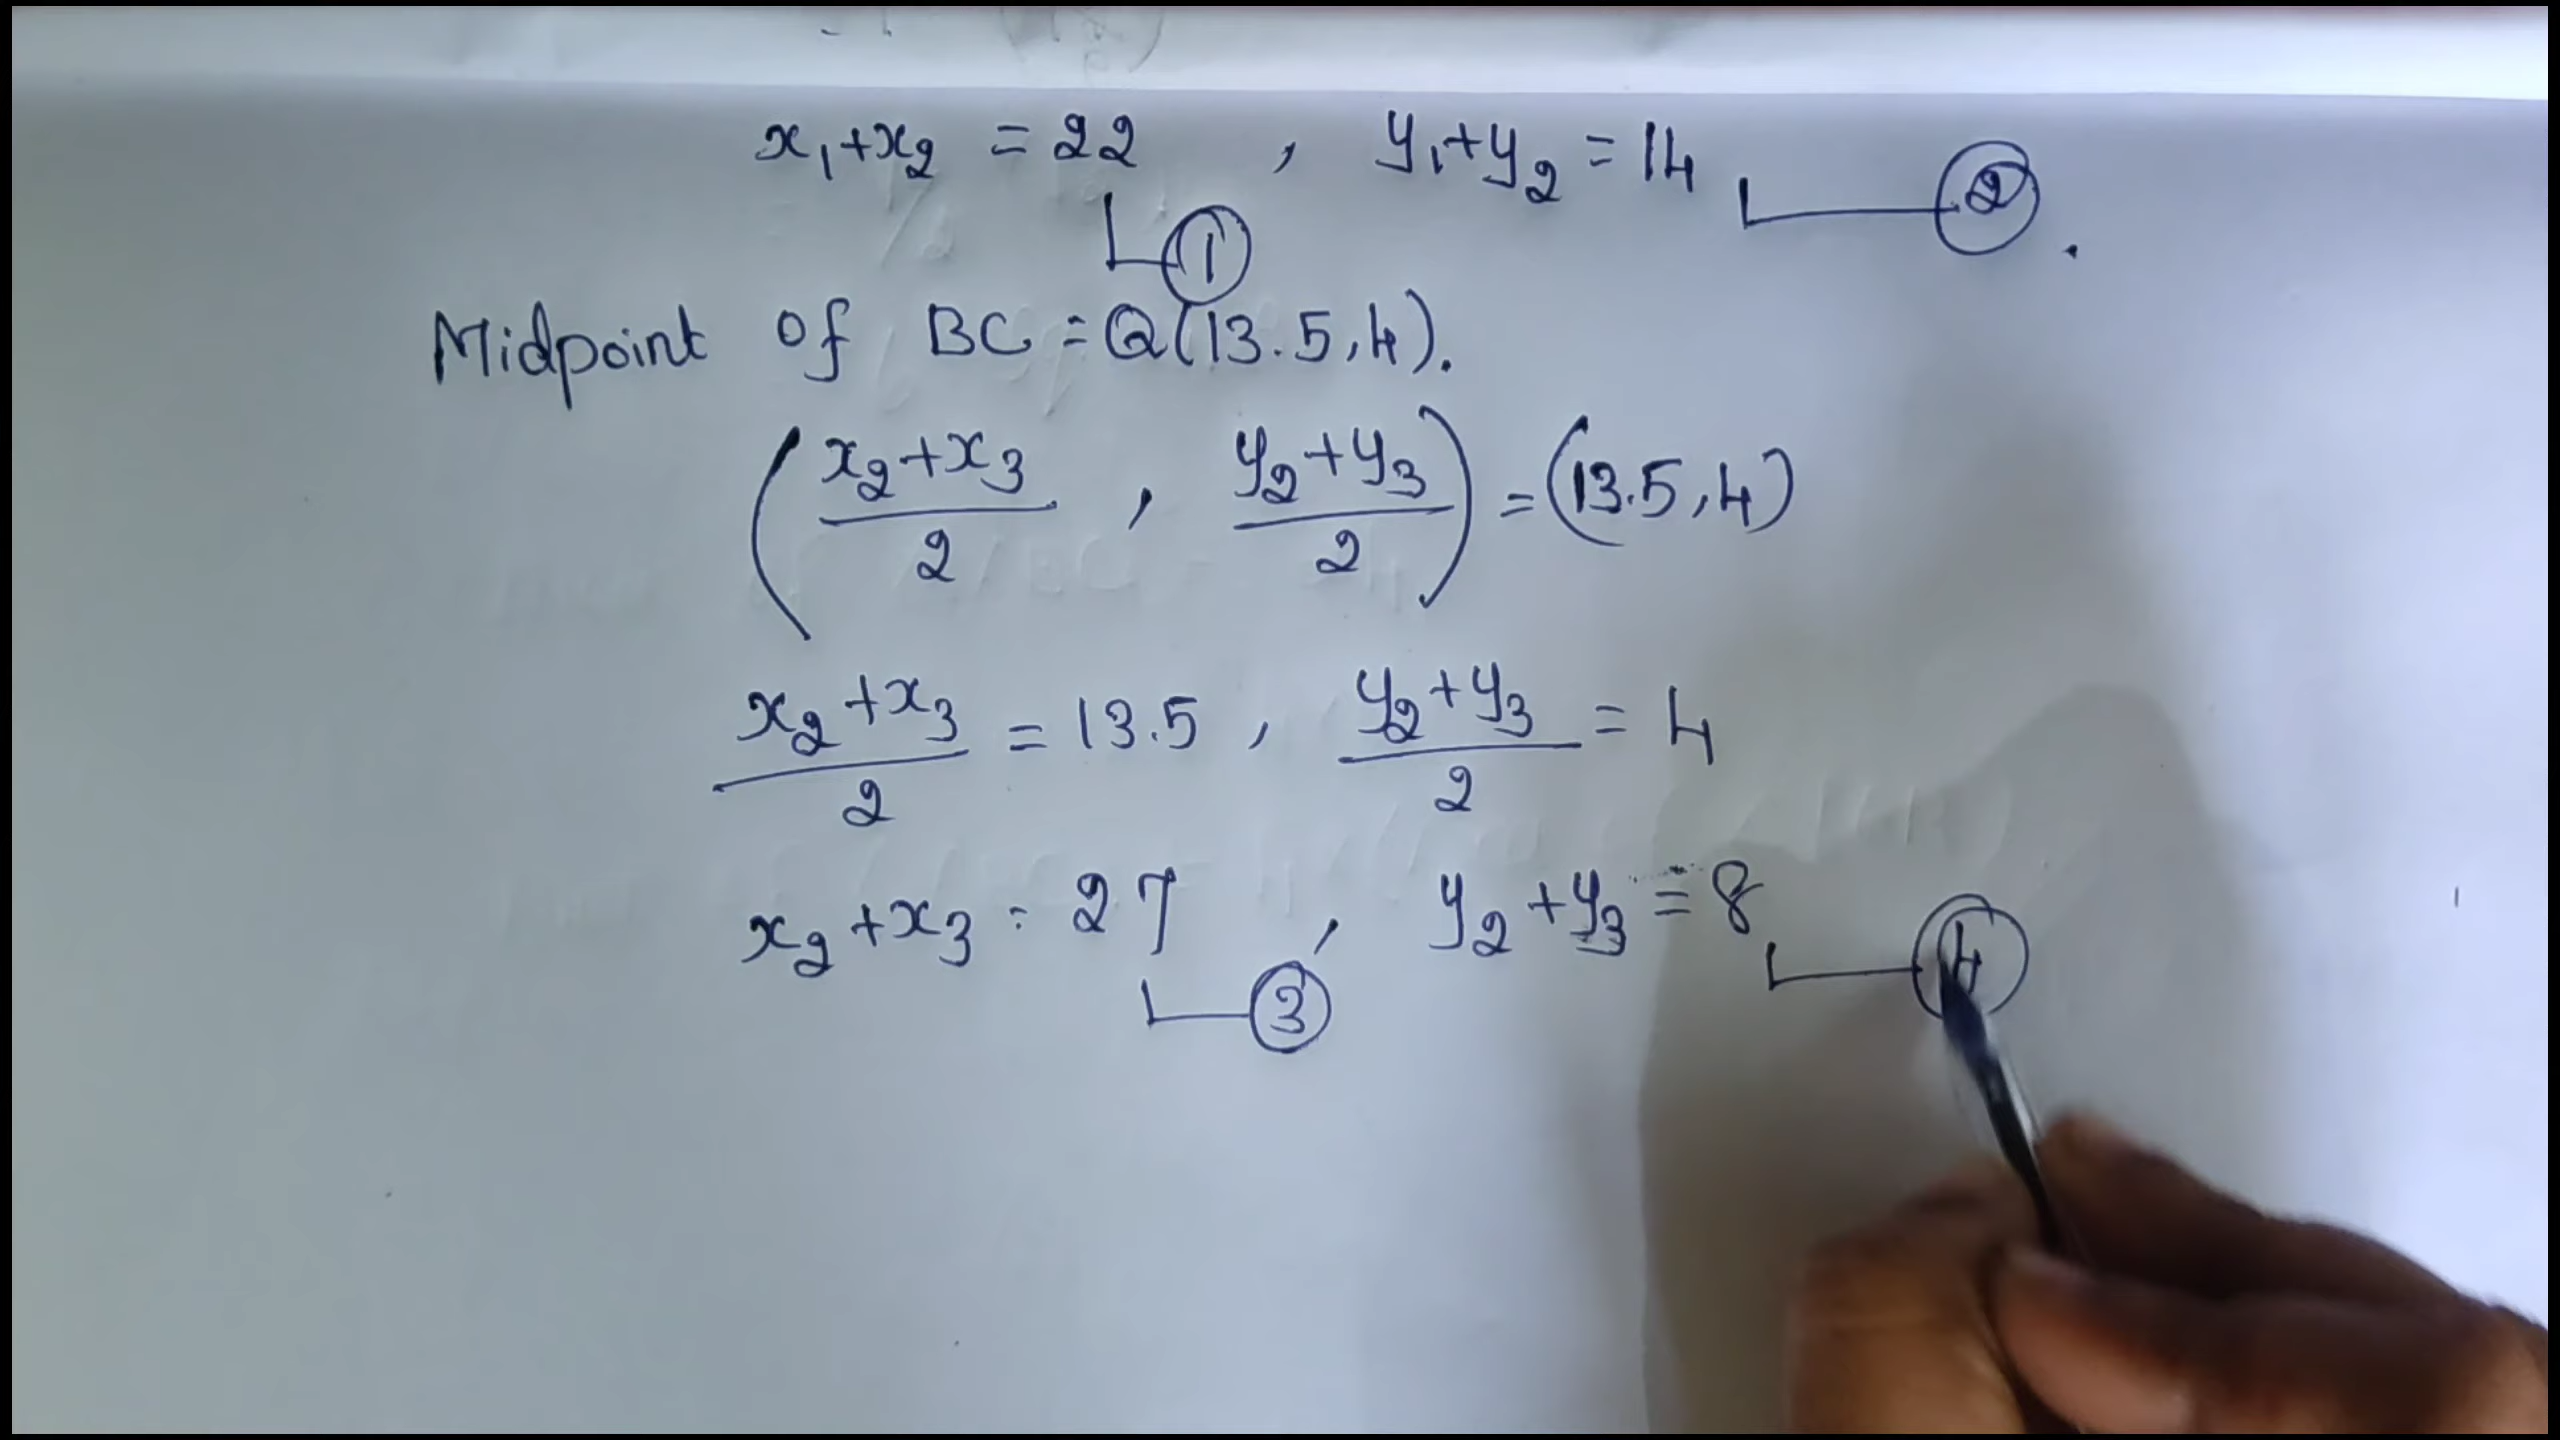 x₁+x₂ = 22 , y₁+y₂ = 14
① ②.
Midpoint of BC = Q(13.5,4).
((x₂+x₃)/2 , (y₂+y₃)/2) = (13.5,4)
(x₂+x₃)/2 = 13.5 , (y₂+y₃)/2 = 4
x₂+x₃ = 27 , y₂+y₃ = 8
③ ④